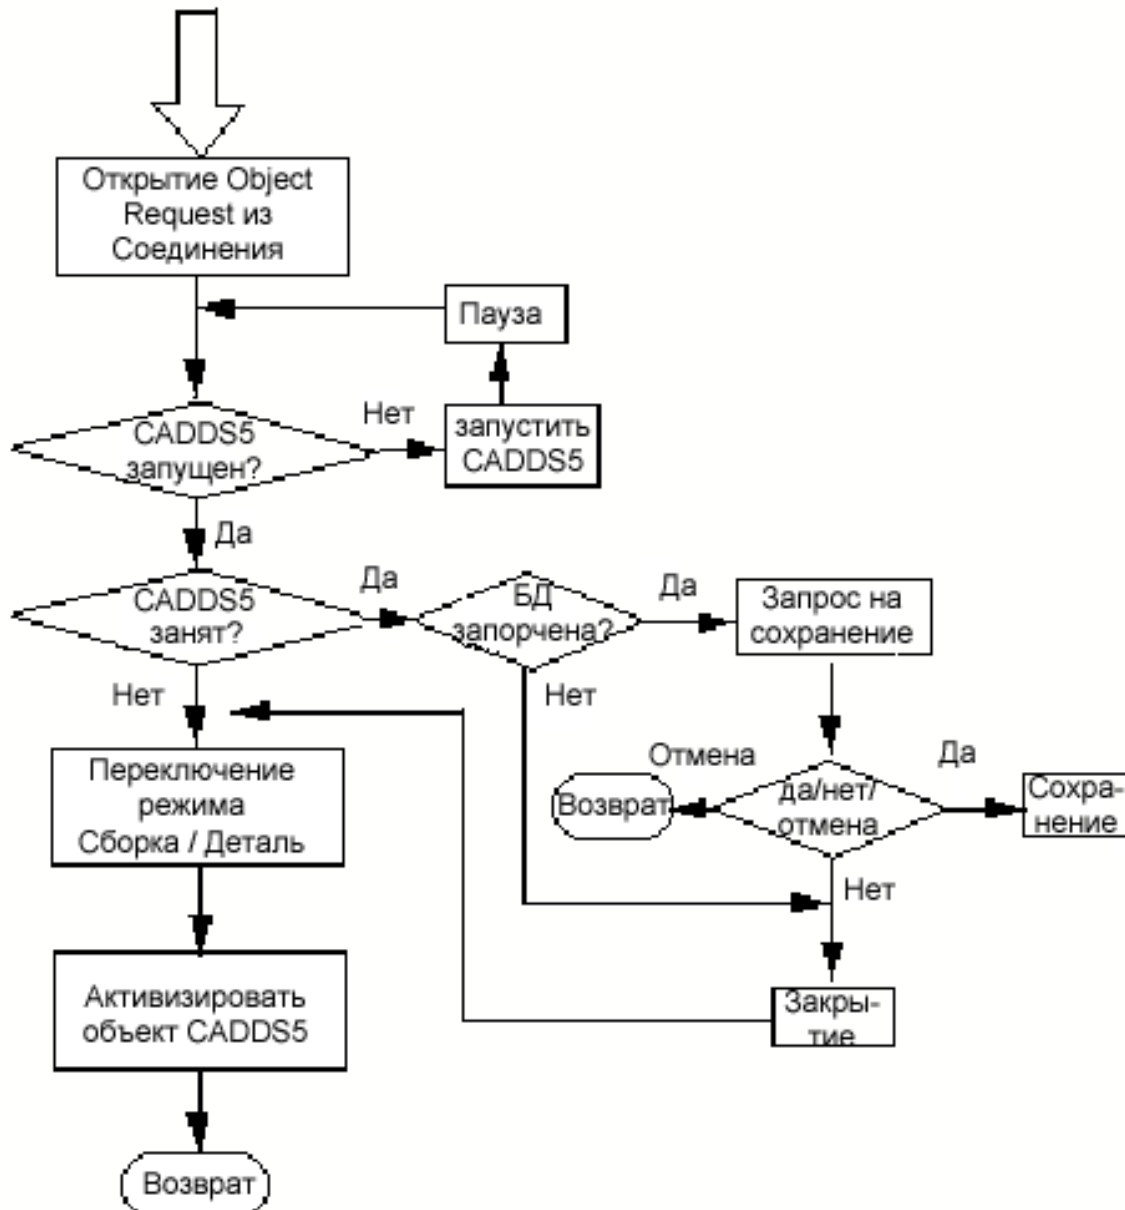 Открытие Object
Request из
Соединения
Пауза
Нет
CADDS5
запущен?
запустить
CADDS5
Да
CADDS5
занят?
Да
БД
запорчена?
Да
Запрос на
сохранение
Нет
Нет
Переключение
режима
Сборка / Деталь
Отмена
Да
Возврат
да/нет/
отмена
Сохра-
нение
Нет
Активизировать
объект CADDS5
Закры-
тие
Возврат